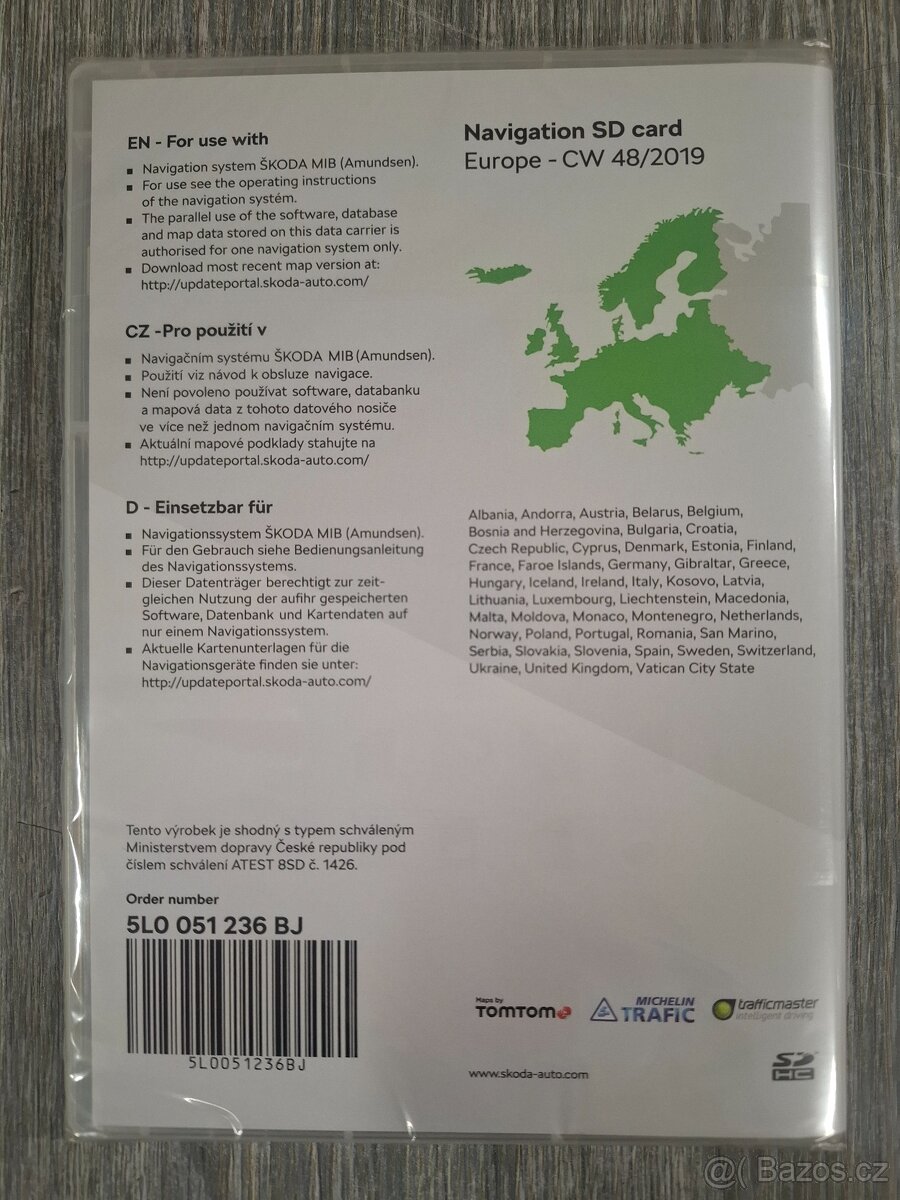 EN - For use with
▪ Navigation system ŠKODA MIB (Amundsen).
▪ For use see the operating instructions
of the navigation systém.
▪ The parallel use of the software, database
and map data stored on this data carrier is
authorised for one navigation system only.
▪ Download most recent map version at:
http://updateportal.skoda-auto.com/
CZ -Pro použití v
▪ Navigačním systému ŠKODA MIB (Amundsen).
▪ Použití viz návod k obsluze navigace.
▪ Není povoleno používat software, databanku
a mapová data z tohoto datového nosiče
ve více než jednom navigačním systému.
▪ Aktuální mapové podklady stahujte na
http://updateportal.skoda-auto.com/
D - Einsetzbar für
▪ Navigationssystem ŠKODA MIB (Amundsen).
▪ Für den Gebrauch siehe Bedienungsanleitung
des Navigationssystems.
▪ Dieser Datenträger berechtigt zur zeit-
gleichen Nutzung der aufihr gespeicherten
Software, Datenbank und Kartendaten auf
nur einem Navigationssystem.
▪ Aktuelle Kartenunterlagen für die
Navigationsgeräte finden sie unter:
http://updateportal.skoda-auto.com/
Navigation SD card
Europe - CW 48/2019
Albania, Andorra, Austria, Belarus, Belgium,
Bosnia and Herzegovina, Bulgaria, Croatia,
Czech Republic, Cyprus, Denmark, Estonia, Finland,
France, Faroe Islands, Germany, Gibraltar, Greece,
Hungary, Iceland, Ireland, Italy, Kosovo, Latvia,
Lithuania, Luxembourg, Liechtenstein, Macedonia,
Malta, Moldova, Monaco, Montenegro, Netherlands,
Norway, Poland, Portugal, Romania, San Marino,
Serbia, Slovakia, Slovenia, Spain, Sweden, Switzerland,
Ukraine, United Kingdom, Vatican City State
Tento výrobek je shodný s typem schváleným
Ministerstvem dopravy České republiky pod
číslem schválení ATEST 8SD č. 1426.
Order number
5L0 051 236 BJ
5L0051236BJ
Maps by
TOMTOM
MICHELIN
TRAFIC
trafficmaster
intelligent driving
www.skoda-auto.com
SD
HC
@( Bazos.cz